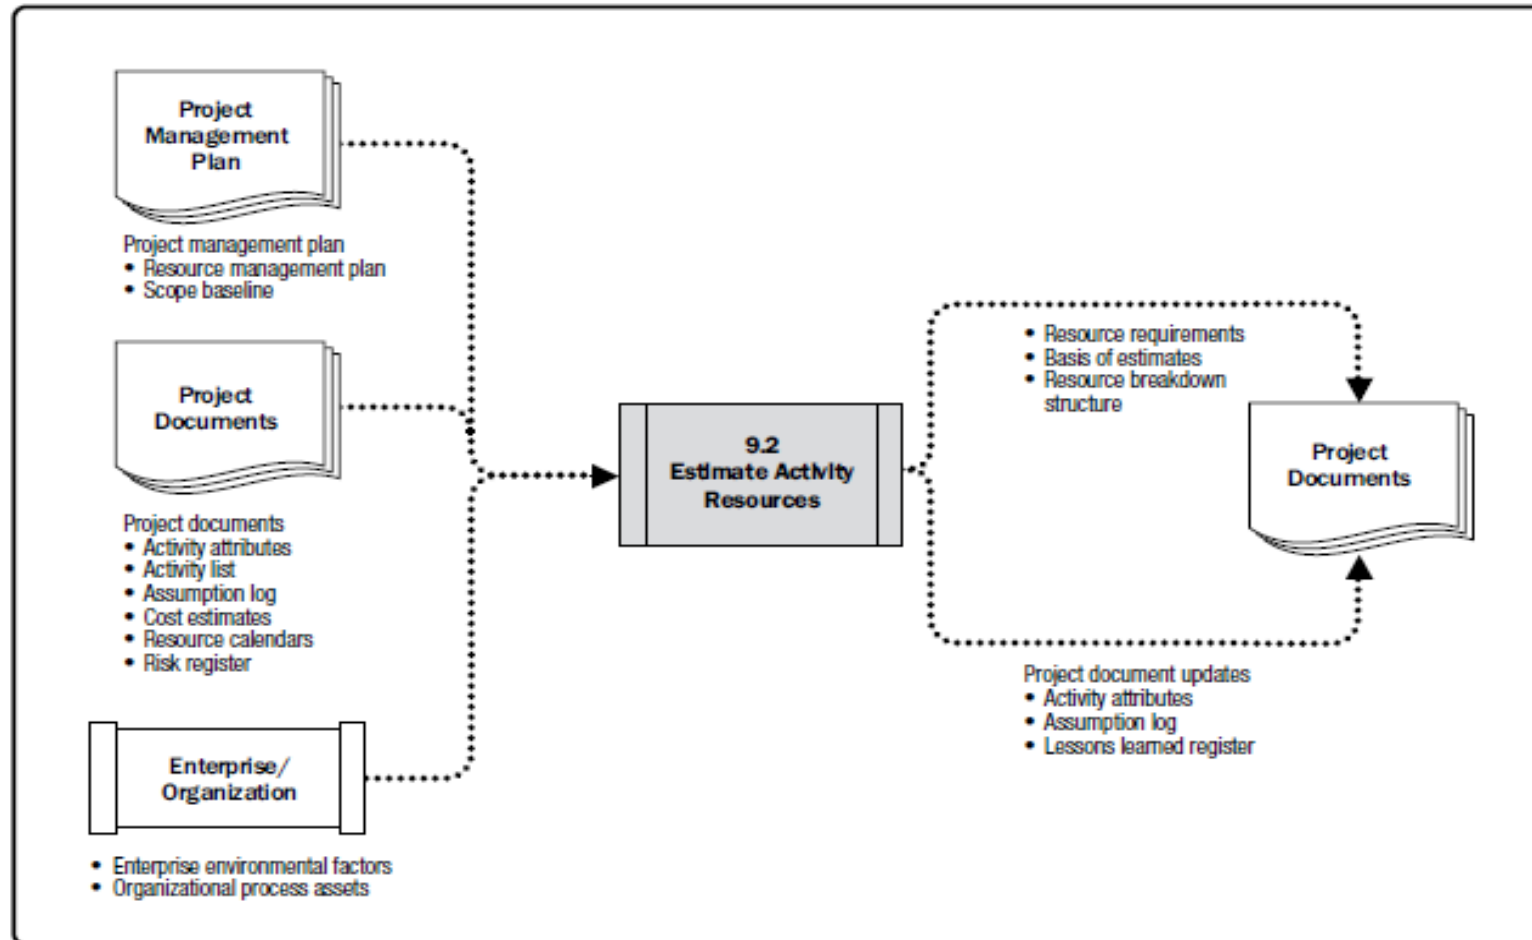 Project
Management
Plan
Project management plan
• Resource management plan
• Scope baseline
Project
Documents
Project documents
• Activity attributes
• Activity list
• Assumption log
• Cost estimates
• Resource calendars
• Risk register
Enterprise/
Organization
• Enterprise environmental factors
• Organizational process assets
9.2
Estimate Activity
Resources
• Resource requirements
• Basis of estimates
• Resource breakdown
structure
Project
Documents
Project document updates
• Activity attributes
• Assumption log
• Lessons learned register